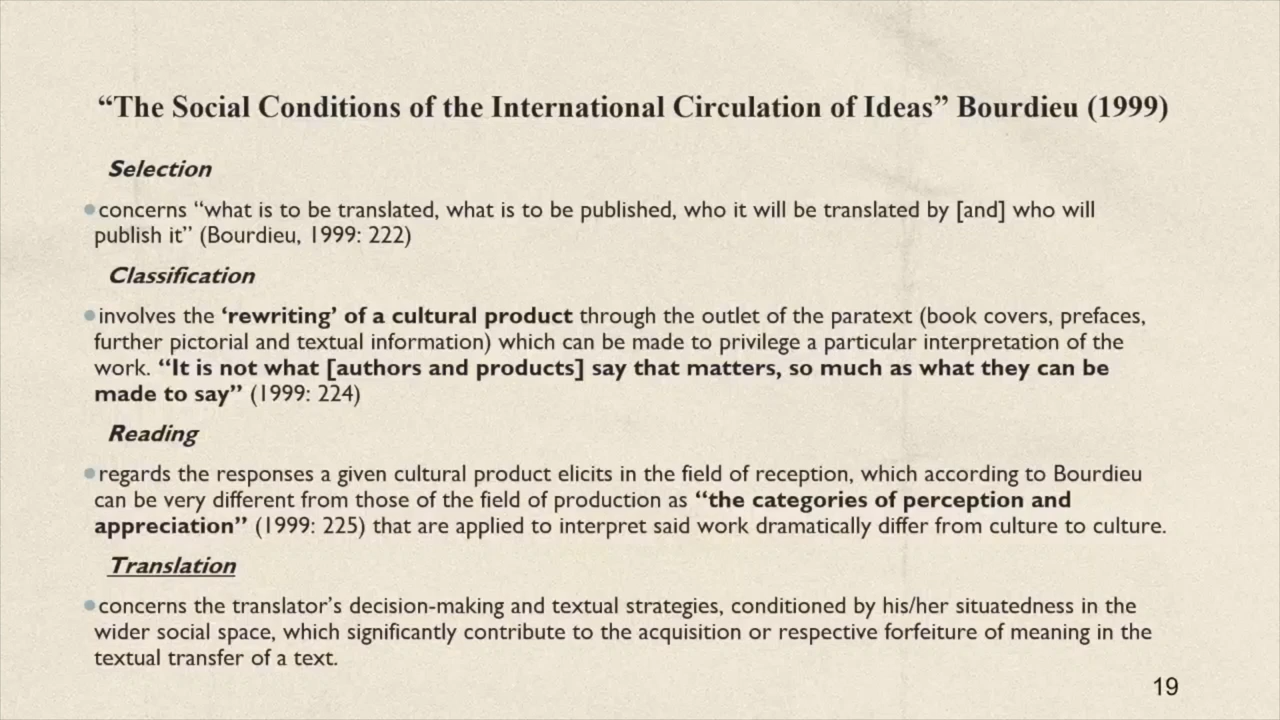 “The Social Conditions of the International Circulation of Ideas” Bourdieu (1999)
Selection
•concerns “what is to be translated, what is to be published, who it will be translated by [and] who will
publish it” (Bourdieu, 1999: 222)
Classification
•involves the ‘rewriting’ of a cultural product through the outlet of the paratext (book covers, prefaces,
further pictorial and textual information) which can be made to privilege a particular interpretation of the
work. “It is not what [authors and products] say that matters, so much as what they can be
made to say” (1999: 224)
Reading
•regards the responses a given cultural product elicits in the field of reception, which according to Bourdieu
can be very different from those of the field of production as “the categories of perception and
appreciation” (1999: 225) that are applied to interpret said work dramatically differ from culture to culture.
Translation
•concerns the translator’s decision-making and textual strategies, conditioned by his/her situatedness in the
wider social space, which significantly contribute to the acquisition or respective forfeiture of meaning in the
textual transfer of a text.
19